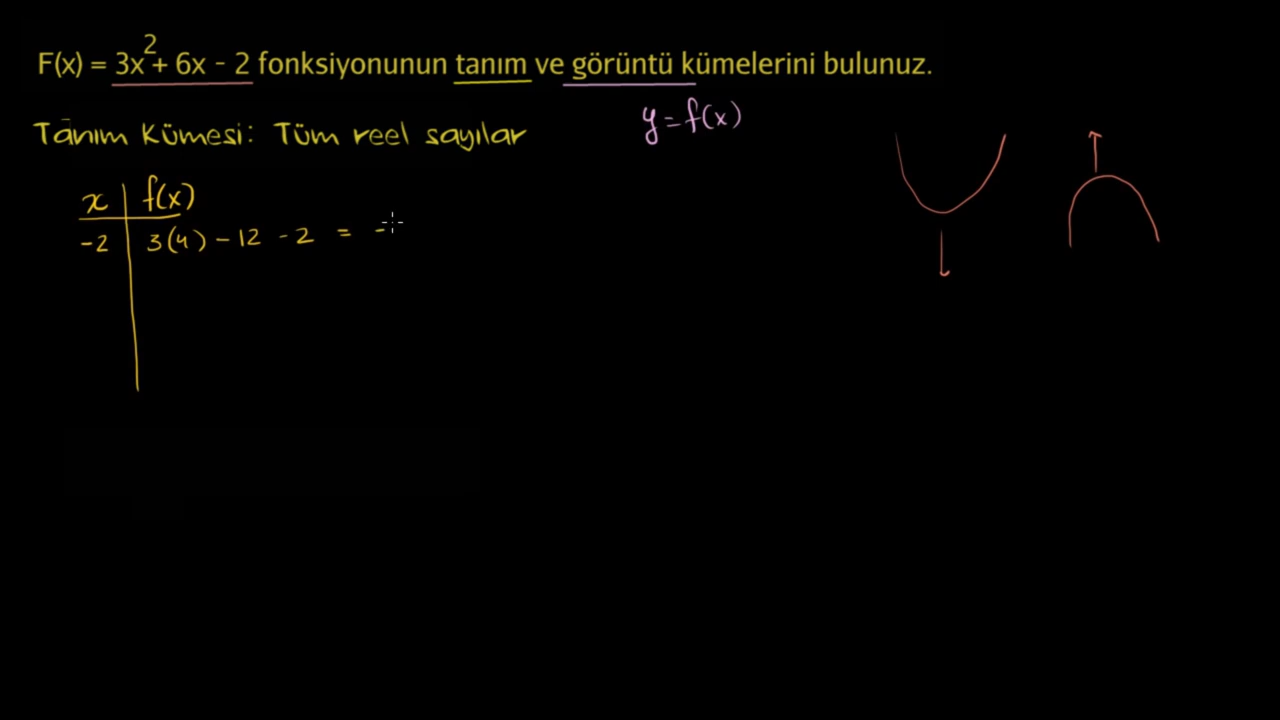 F(x) = 3x² + 6x - 2 fonksiyonunun tanım ve görüntü kümelerini bulunuz.
y = f(x)
Tanım Kümesi: Tüm reel sayılar
x f(x)
-2 3(4) - 12 - 2 = -